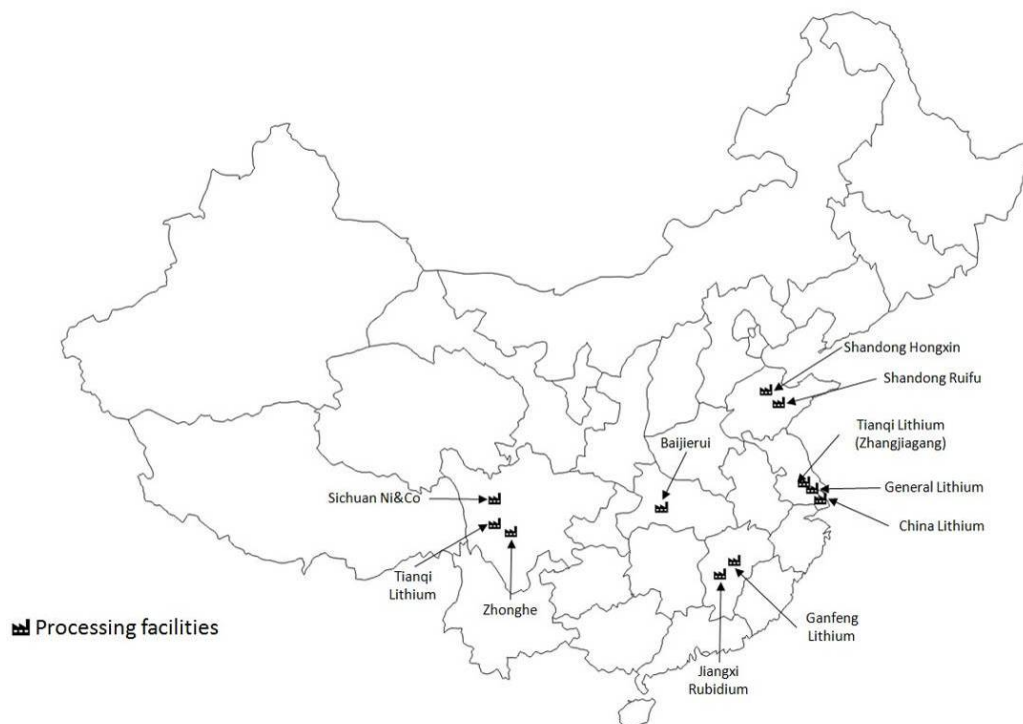 Shandong Hongxin
Shandong Ruifu
Tianqi Lithium
(Zhangjiagang)
Baijierui
General Lithium
Sichuan Ni&Co
China Lithium
Tianqi
Lithium
Zhonghe
Ganfeng
Lithium
Processing facilities
Jiangxi
Rubidium